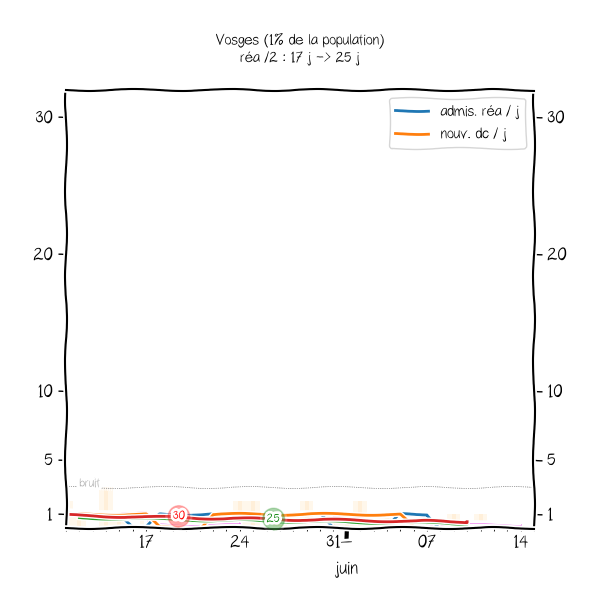 Vosges (1% de la population)
réa /2 : 17 j -> 25 j
admis. réa / j
nouv. dc / j
30
30
20
20
10
10
5
5
bruit
1
1
30
25
17
24
31
07
14
juin